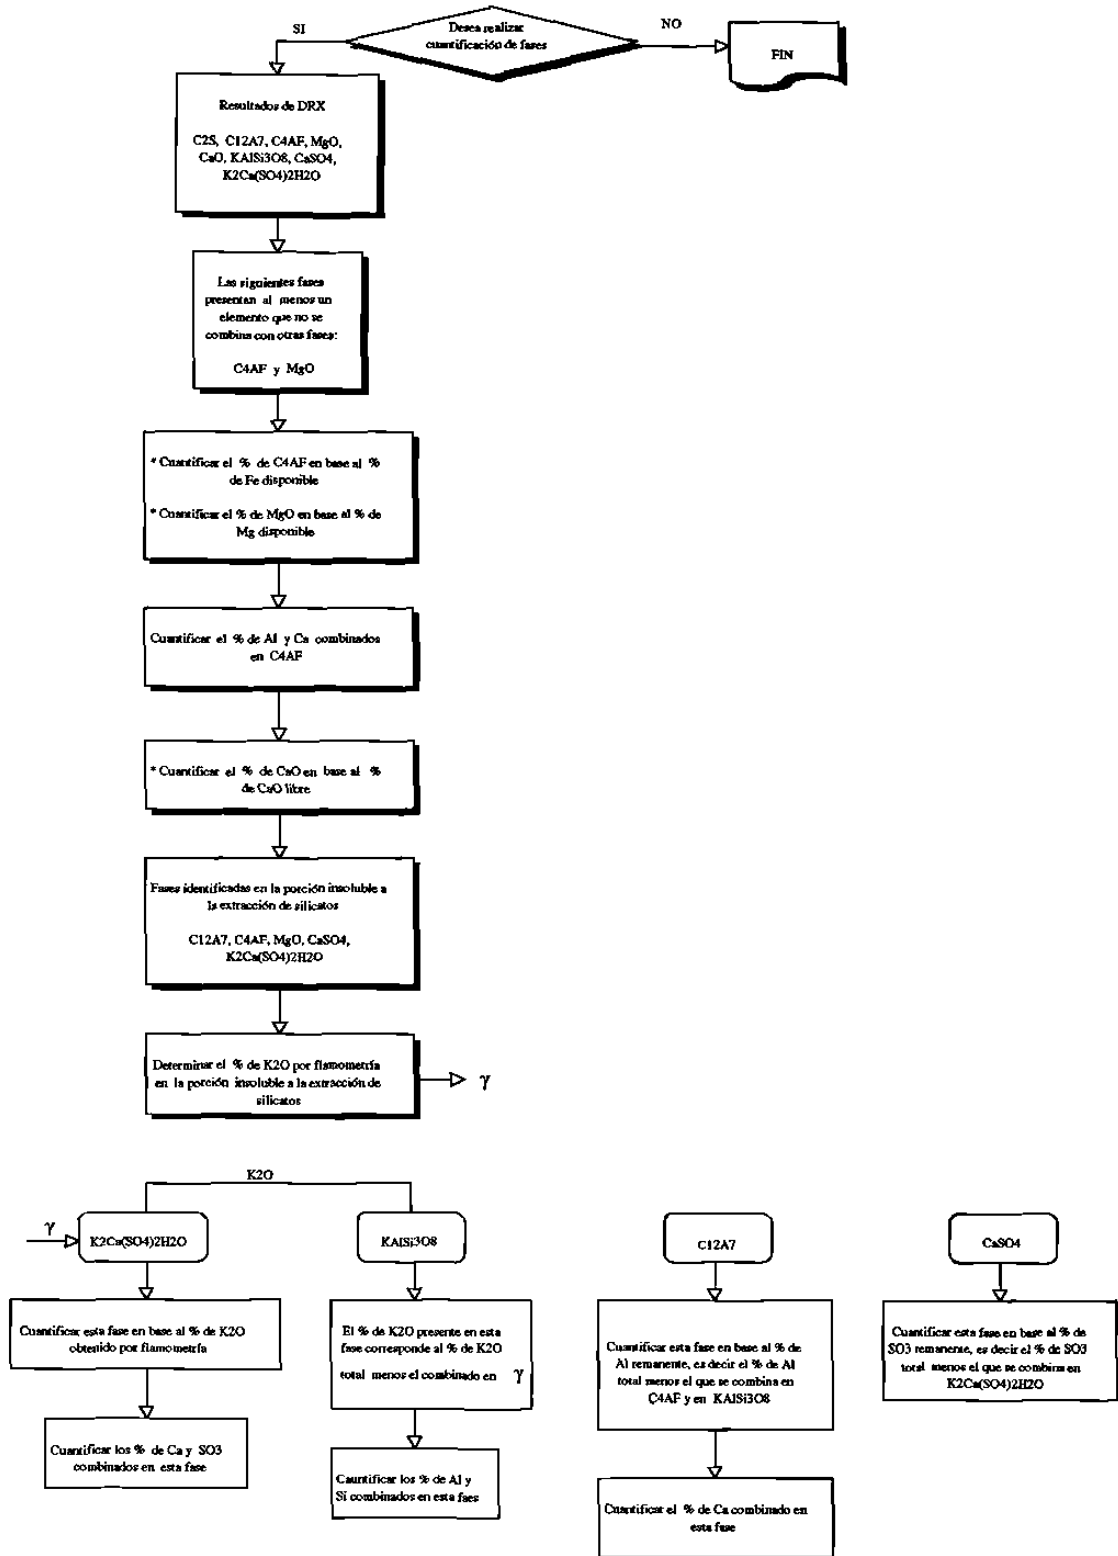 Desea realizar
cuantificación de fases
SI
NO
FIN
Resultados de DRX
C2S, C12A7, C4AF, MgO,
CaO, KAlSi3O8, CaSO4,
K2Ca(SO4)2H2O
Las siguientes fases
presentan al menos un
elemento que no se
combina con otras fases:
C4AF y MgO
* Cuantificar el % de C4AF en base al %
de Fe disponible
* Cuantificar el % de MgO en base al % de
Mg disponible
Cuantificar el % de Al y Ca combinados
en C4AF
* Cuantificar el % de CaO en base al %
de CaO libre
Fases identificadas en la porción insoluble a
la extracción de silicatos
C12A7, C4AF, MgO, CaSO4,
K2Ca(SO4)2H2O
Determinar el % de K2O por flamometría
en la porción insoluble a la extracción de
silicatos
γ
K2O
γ
K2Ca(SO4)2H2O
Cuantificar esta fase en base al % de K2O
obtenido por flamometría
Cuantificar los % de Ca y SO3
combinados en esta fase
KAlSi3O8
El % de K2O presente en esta
fase corresponde al % de K2O
total menos el combinado en γ
Cauntificar los % de Al y
Si combinados en esta faes
C12A7
Cuantificar esta fase en base al % de
Al remanente, es decir el % de Al
total menos el que se combina en
C4AF y en KAlSi3O8
Cuantificar el % de Ca combinado en
esta fase
CaSO4
Cuantificar esta fase en base al % de
SO3 remanente, es decir el % de SO3
total menos el que se combina en
K2Ca(SO4)2H2O